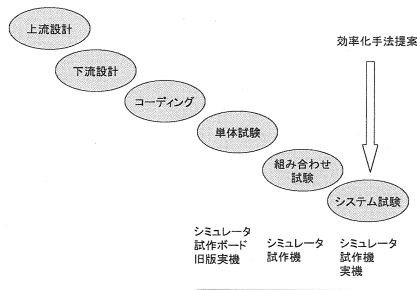 上流設計
効率化手法提案
下流設計
コーディング
単体試験
組み合わせ
試験
システム試験
シミュレータ
試作ボード
旧版実機
シミュレータ
試作機
シミュレータ
試作機
実機